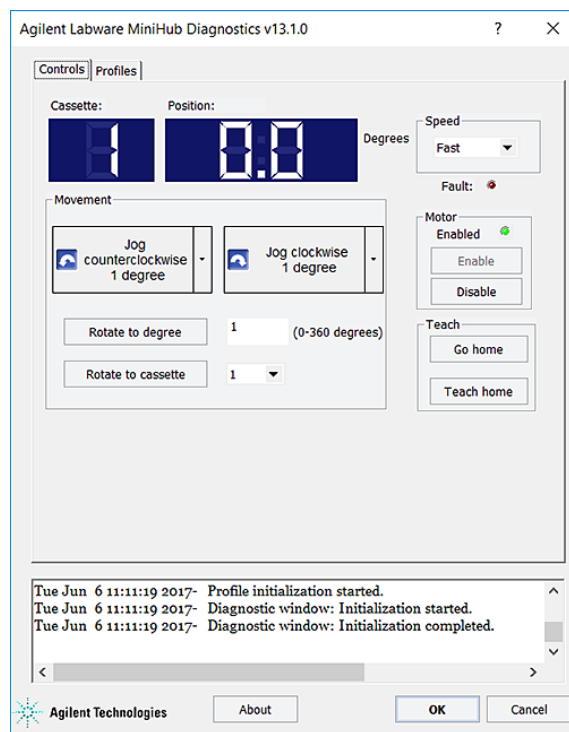 Agilent Labware MiniHub Diagnostics v13.1.0
Controls Profiles
Cassette: Position:
1 0.0 Degrees
Speed
Fast
Fault:
Movement
Jog
counterclockwise
1 degree
Jog clockwise
1 degree
Motor
Enabled
Enable
Disable
Rotate to degree 1 (0-360 degrees)
Rotate to cassette 1
Teach
Go home
Teach home
Tue Jun 6 11:11:19 2017- Profile initialization started.
Tue Jun 6 11:11:19 2017- Diagnostic window: Initialization started.
Tue Jun 6 11:11:19 2017- Diagnostic window: Initialization completed.
Agilent Technologies About OK Cancel